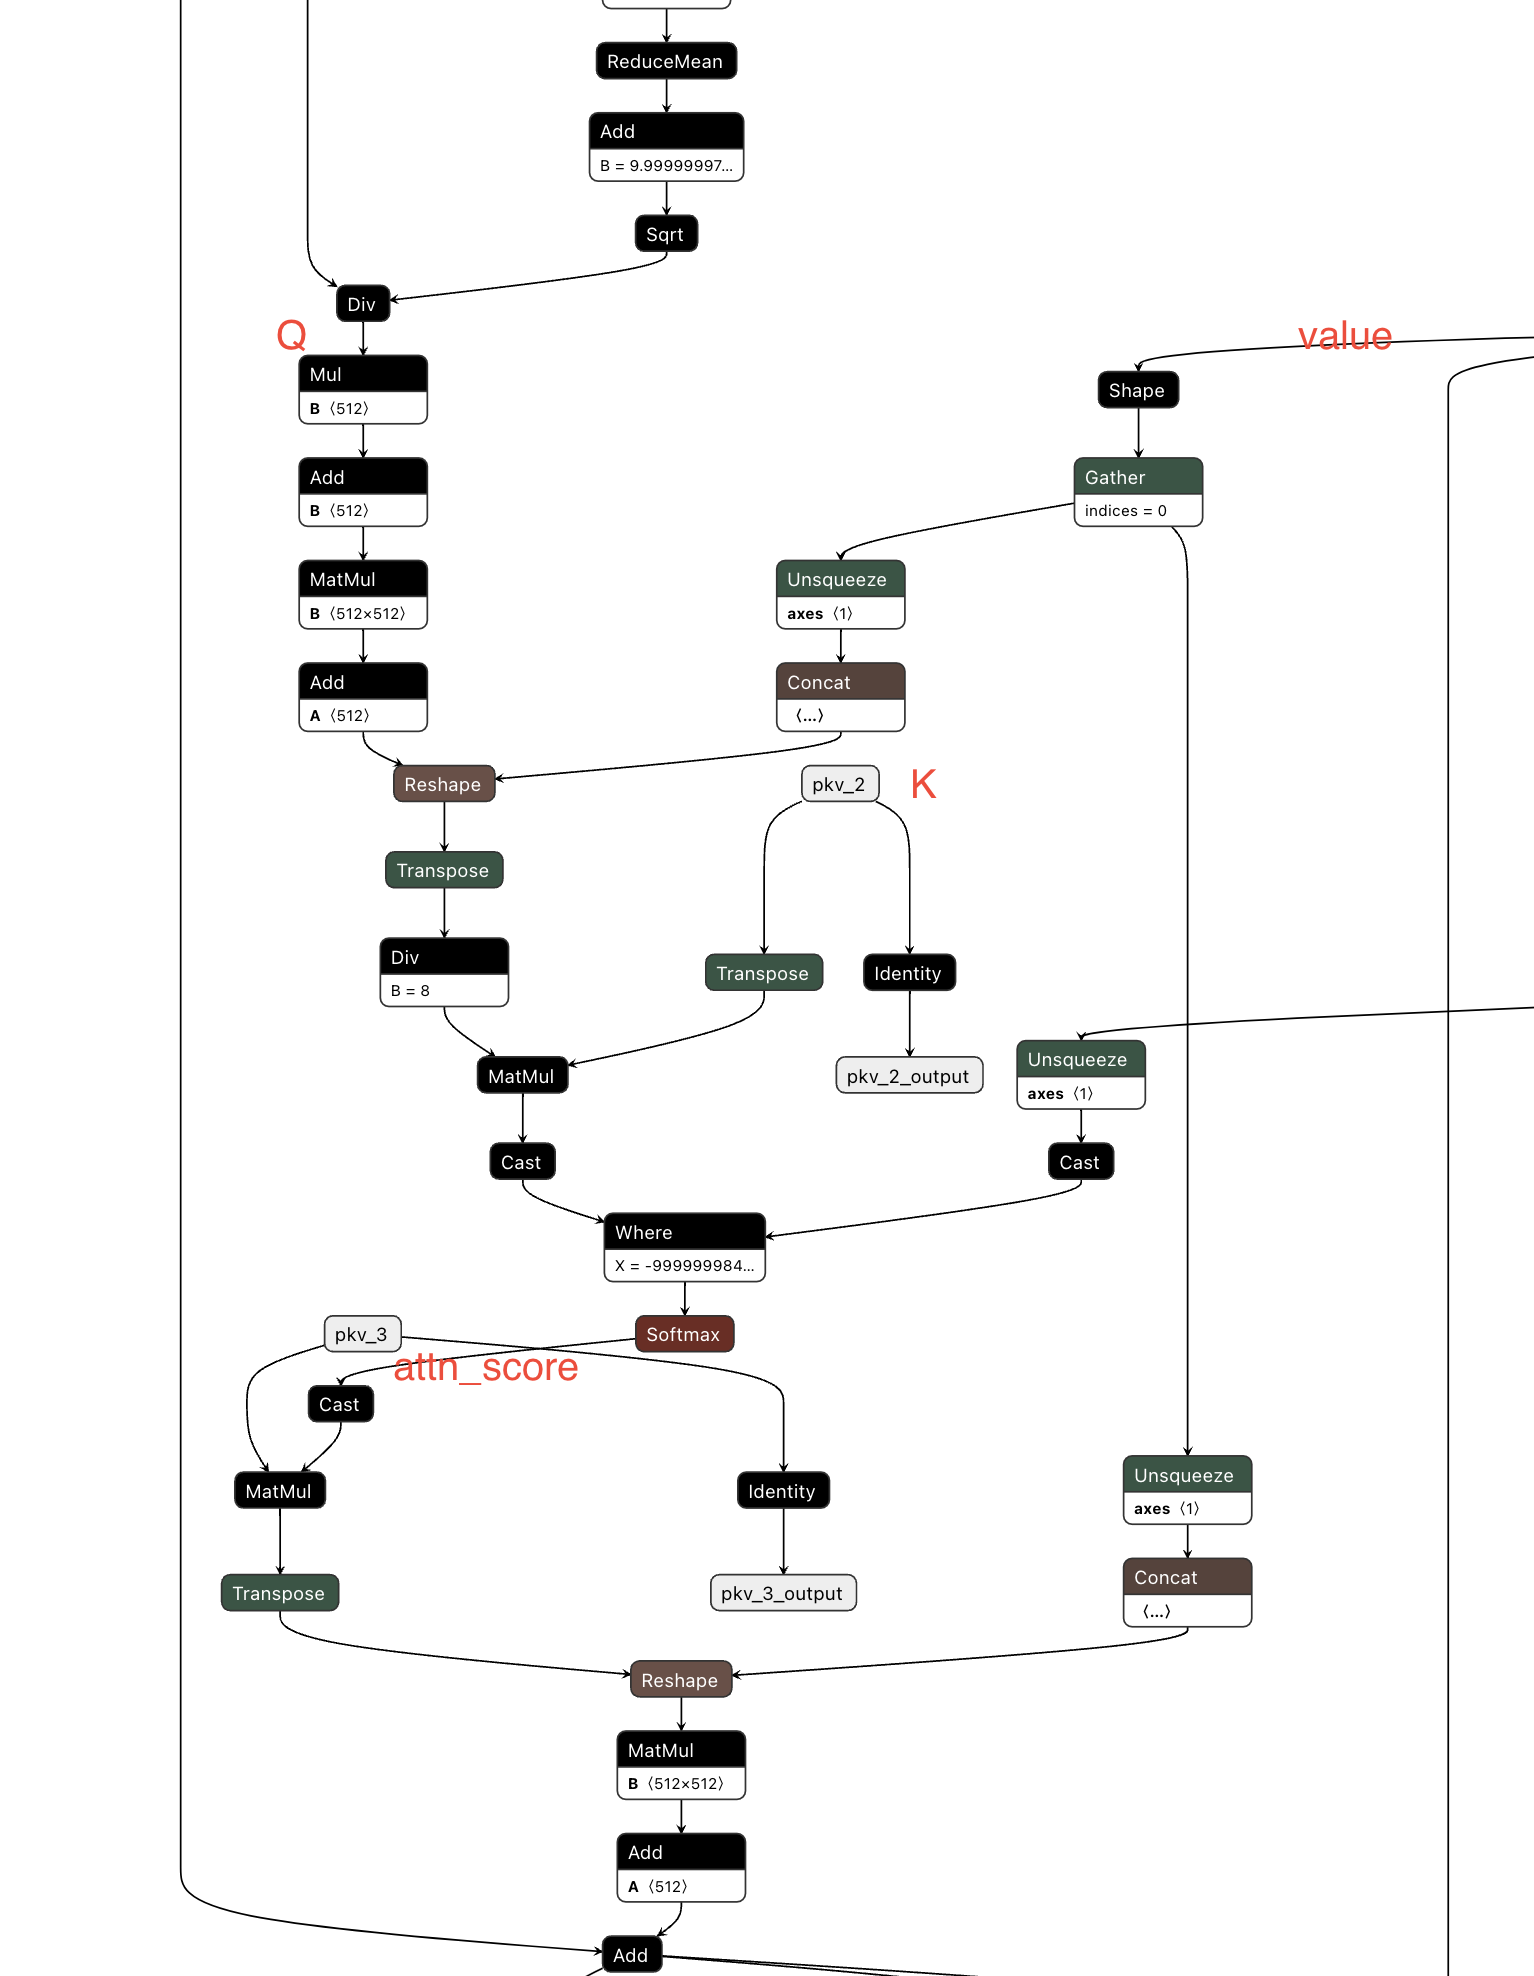 ReduceMean
Add
B = 9.99999997…
Sqrt
Div
Q
value
Mul
B ⟨512⟩
Shape
Add
B ⟨512⟩
Gather
indices = 0
MatMul
B ⟨512×512⟩
Unsqueeze
axes ⟨1⟩
Add
A ⟨512⟩
Concat
⟨…⟩
Reshape
pkv_2
K
Transpose
Div
B = 8
Transpose
Identity
MatMul
pkv_2_output
Unsqueeze
axes ⟨1⟩
Cast
Cast
Where
X = -999999984…
pkv_3
Softmax
attn_score
Cast
MatMul
Identity
Unsqueeze
axes ⟨1⟩
Transpose
pkv_3_output
Concat
⟨…⟩
Reshape
MatMul
B ⟨512×512⟩
Add
A ⟨512⟩
Add